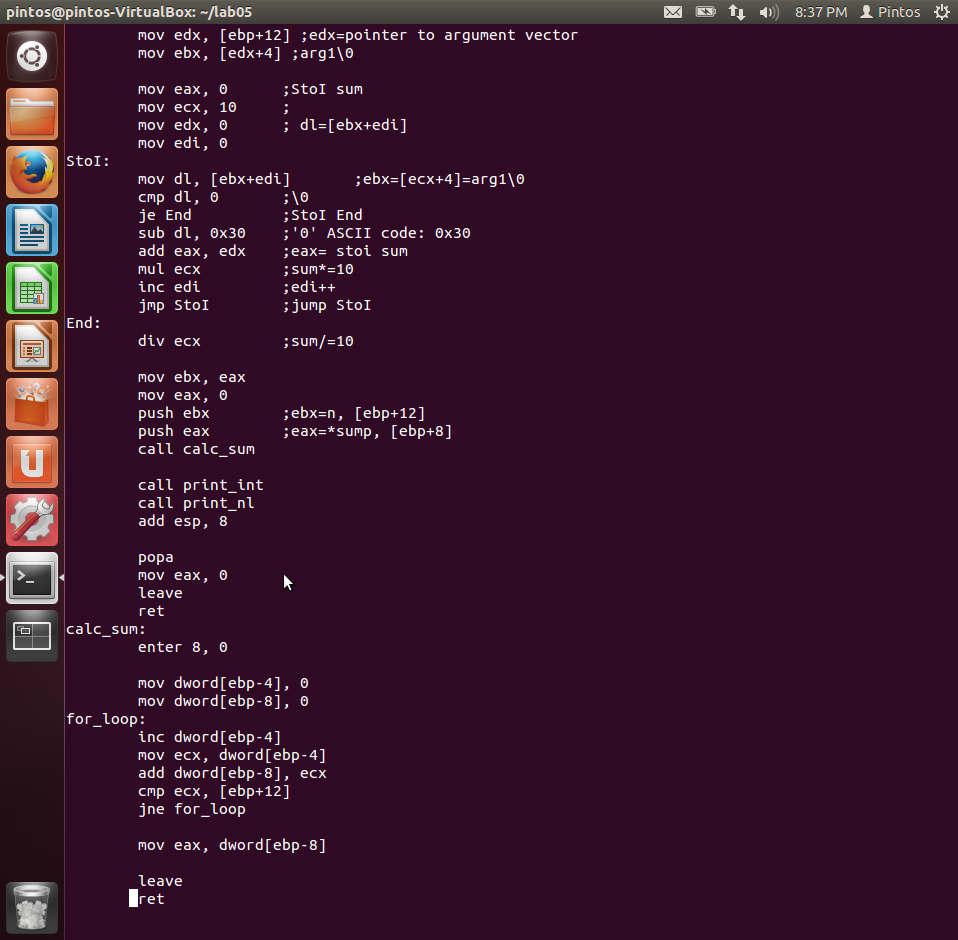 pintos@pintos-VirtualBox: ~/lab05 8:37 PM Pintos
mov edx, [ebp+12] ;edx=pointer to argument vector
mov ebx, [edx+4] ;arg1\0
mov eax, 0 ;StoI sum
mov ecx, 10 ;
mov edx, 0 ; dl=[ebx+edi]
mov edi, 0
StoI:
mov dl, [ebx+edi] ;ebx=[ecx+4]=arg1\0
cmp dl, 0 ;\0
je End ;StoI End
sub dl, 0x30 ;'0' ASCII code: 0x30
add eax, edx ;eax= stoi sum
mul ecx ;sum*=10
inc edi ;edi++
jmp StoI ;jump StoI
End:
div ecx ;sum/=10
mov ebx, eax
mov eax, 0
push ebx ;ebx=n, [ebp+12]
push eax ;eax=*sump, [ebp+8]
call calc_sum
call print_int
call print_nl
add esp, 8
popa
mov eax, 0
leave
ret
calc_sum:
enter 8, 0
mov dword[ebp-4], 0
mov dword[ebp-8], 0
for_loop:
inc dword[ebp-4]
mov ecx, dword[ebp-4]
add dword[ebp-8], ecx
cmp ecx, [ebp+12]
jne for_loop
mov eax, dword[ebp-8]
leave
ret